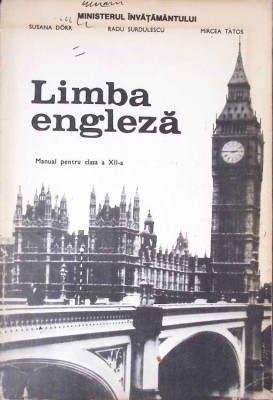 MINISTERUL ÎNVĂȚĂMÂNTULUI
SUSANA DÖRR RADU SURDULESCU MIRCEA TĂTOS
Limba
engleză
Manual pentru clasa a XII-a